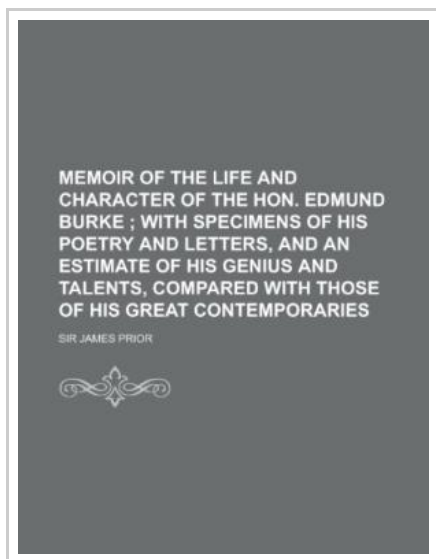 MEMOIR OF THE LIFE AND
CHARACTER OF THE HON. EDMUND
BURKE ; WITH SPECIMENS OF HIS
POETRY AND LETTERS, AND AN
ESTIMATE OF HIS GENIUS AND
TALENTS, COMPARED WITH THOSE
OF HIS GREAT CONTEMPORARIES
SIR JAMES PRIOR